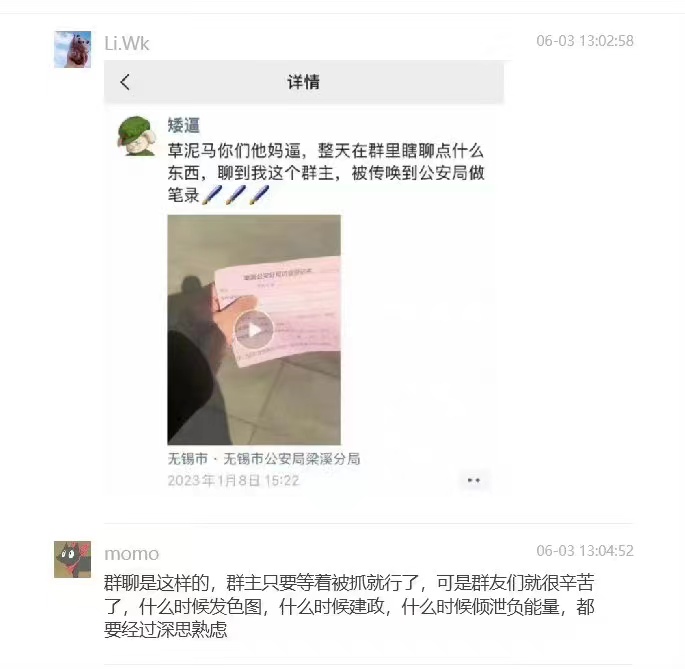 Li.Wk
06-03 13:02:58
详情
矮逼
草泥马你们他妈逼，整天在群里瞎聊点什么
东西，聊到我这个群主，被传唤到公安局做
笔录🖊️🖊️🖊️
无锡市·无锡市公安局梁溪分局
2023年1月8日 15:22
momo
06-03 13:04:52
群聊是这样的，群主只要等着被抓就行了，可是群友们就很辛苦
了，什么时候发色图，什么时候建政，什么时候倾泄负能量，都
要经过深思熟虑